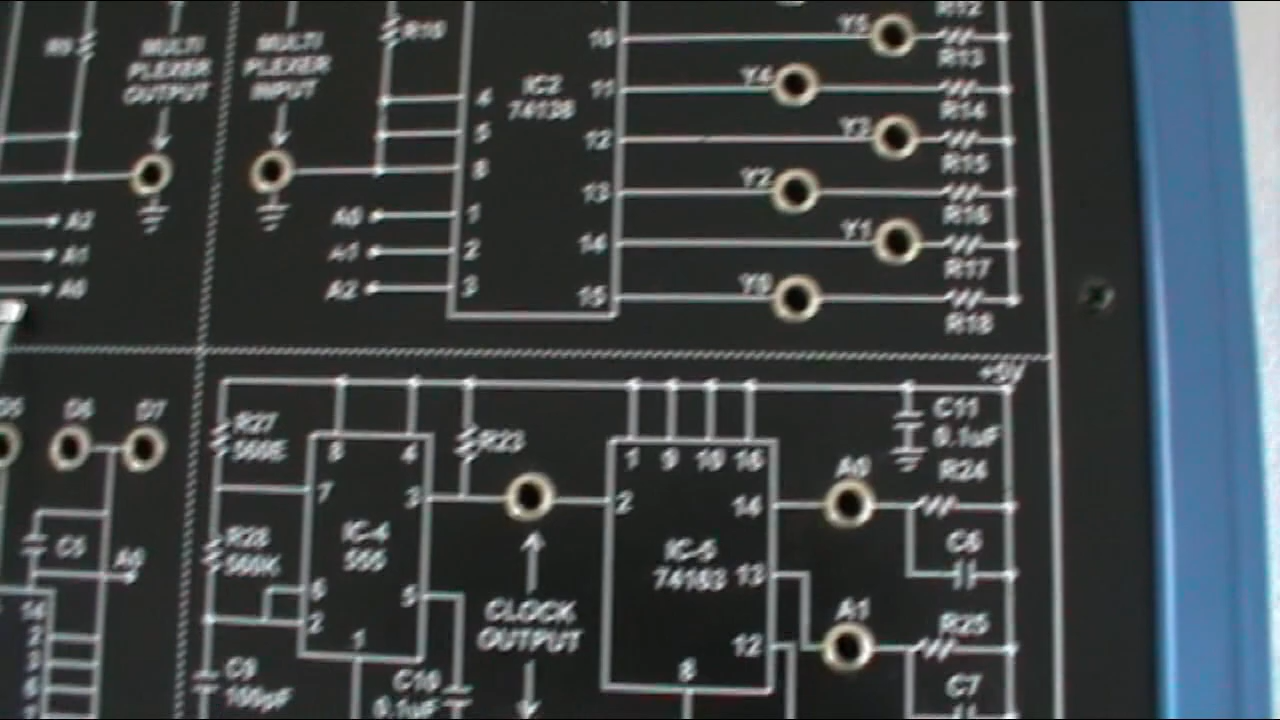 R9
MULTI
PLEXER
OUTPUT
MULTI
PLEXER
INPUT
R10
IC2
74138
4
5
6
1
2
3
10
11
12
13
14
15
Y5
Y4
Y3
Y2
Y1
Y0
R12
R13
R14
R15
R16
R17
R18
A2
A1
A0
A0
A1
A2
+5V
D5
D6
D7
C5
A0
14
2
R27
560E
R28
560K
C9
100pF
8
4
7
3
IC-4
555
6
2
5
1
C10
0.1uF
R23
CLOCK
OUTPUT
1
9
10
16
2
14
IC-5
74163
13
12
8
C11
0.1uF
A0
R24
C6
A1
R25
C7